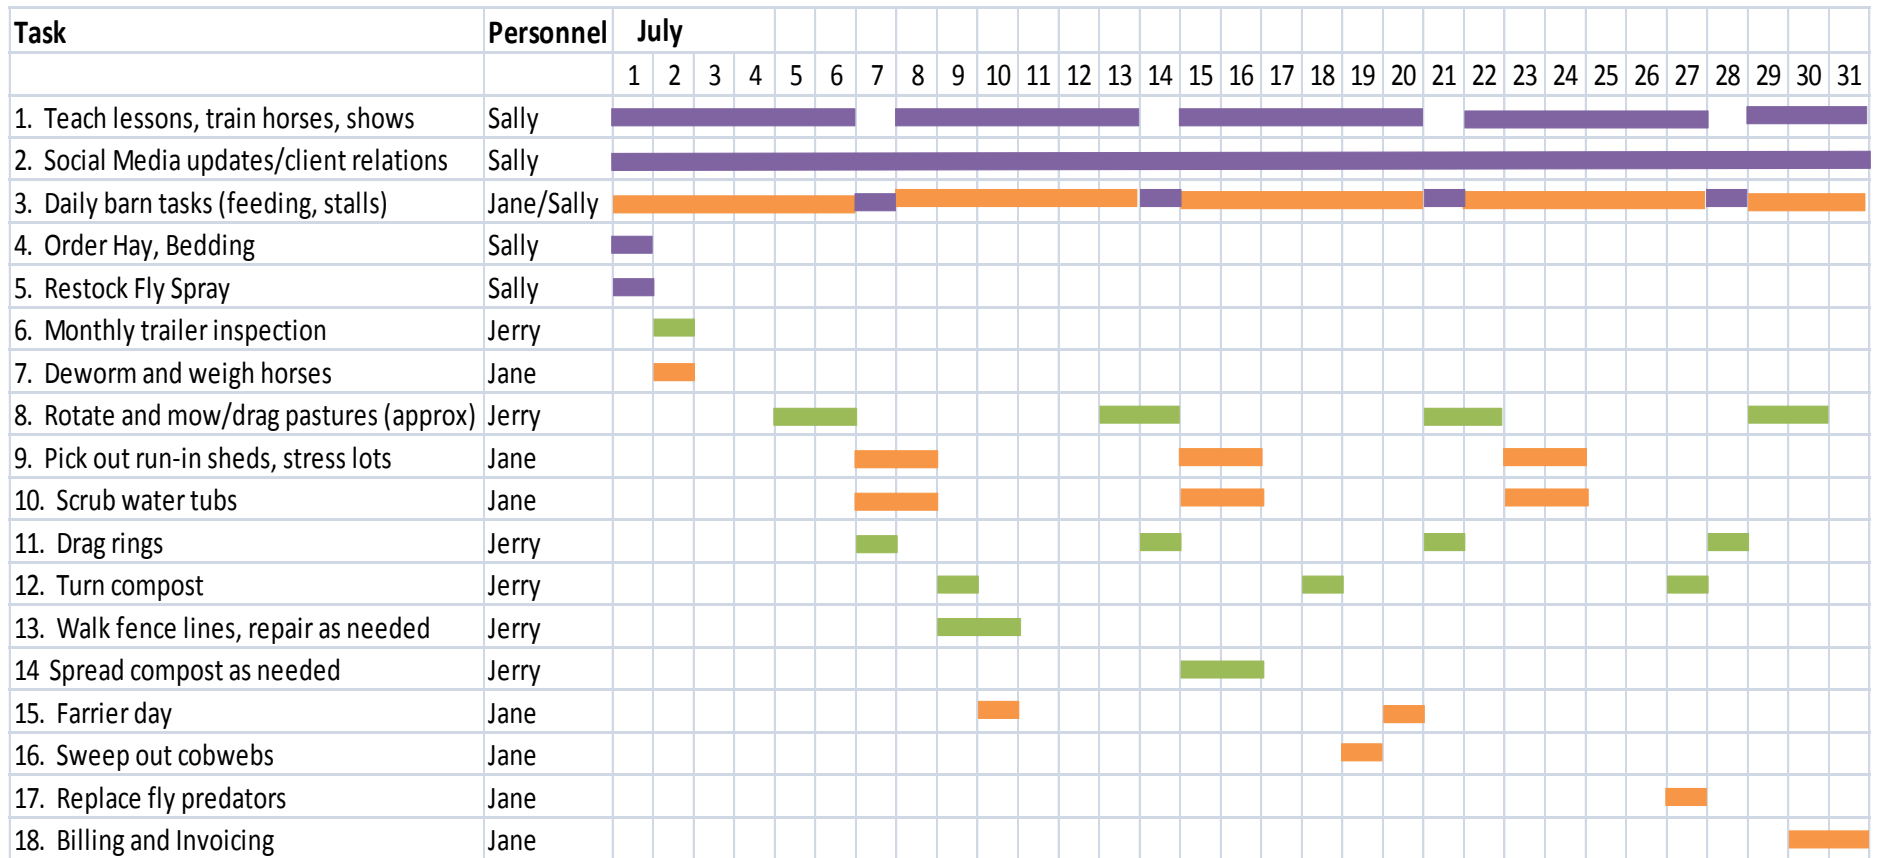 Task Personnel July
1 2 3 4 5 6 7 8 9 10 11 12 13 14 15 16 17 18 19 20 21 22 23 24 25 26 27 28 29 30 31
1. Teach lessons, train horses, shows Sally
2. Social Media updates/client relations Sally
3. Daily barn tasks (feeding, stalls) Jane/Sally
4. Order Hay, Bedding Sally
5. Restock Fly Spray Sally
6. Monthly trailer inspection Jerry
7. Deworm and weigh horses Jane
8. Rotate and mow/drag pastures (approx) Jerry
9. Pick out run-in sheds, stress lots Jane
10. Scrub water tubs Jane
11. Drag rings Jerry
12. Turn compost Jerry
13. Walk fence lines, repair as needed Jerry
14 Spread compost as needed Jerry
15. Farrier day Jane
16. Sweep out cobwebs Jane
17. Replace fly predators Jane
18. Billing and Invoicing Jane